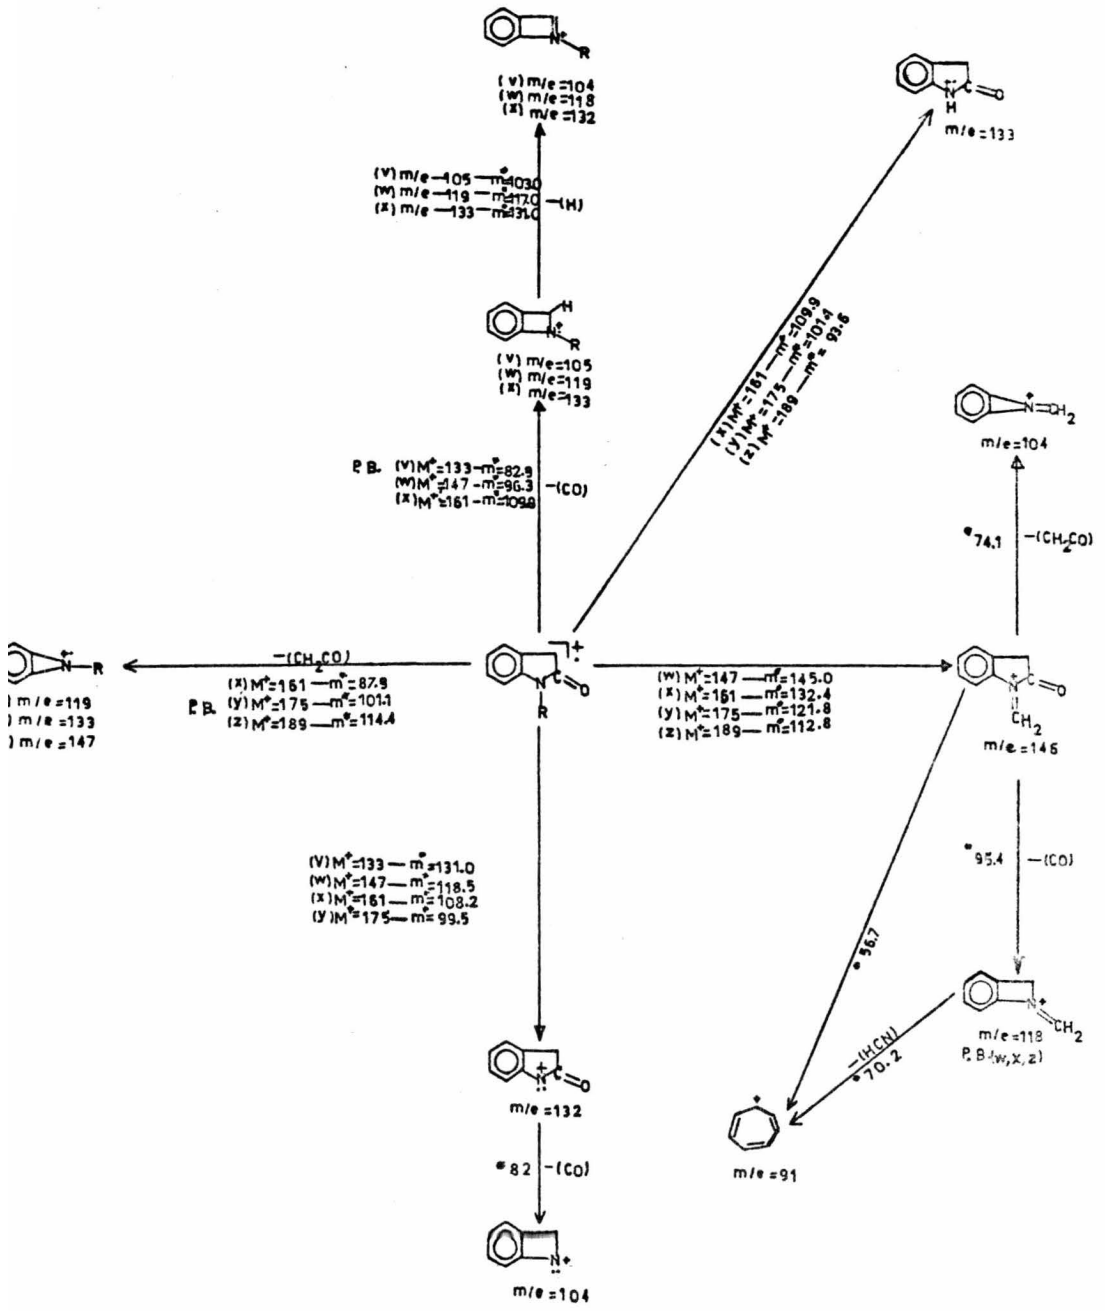 N⁺
R
(v) m/e=104
(w) m/e=118
(x) m/e=132
(v) m/e—105—m*=103.0
(w) m/e—119—m*=117.0
(x) m/e—133—m*=131.0
—(H)
H
N
R
(v) m/e=105
(w) m/e=119
(x) m/e=133
P.B. (v) M⁺=133—m*=82.9
(w) M⁺=147—m*=96.3
(x) M⁺=161—m*=109.8
—(CO)
N
H
C
O
m/e=133
(x) M⁺=161—m*=109.9
(y) M⁺=175—m*=101.1
(z) M⁺=189—m*=93.6
N=CH₂
m/e=104
*74.1
—(CH₂CO)
N—R
) m/e=119
) m/e=133
) m/e=147
—(CH₂CO)
(x) M⁺=161—m*=87.9
P.B. (y) M⁺=175—m*=101.1
(z) M⁺=189—m*=114.4
N
R
C
O
(w) M⁺=147—m*=145.0
(x) M⁺=161—m*=132.4
(y) M⁺=175—m*=121.8
(z) M⁺=189—m*=112.8
N
C
O
CH₂
m/e=146
(v) M⁺=133—m*=131.0
(w) M⁺=147—m*=118.5
(x) M⁺=161—m*=108.2
(y) M⁺=175—m*=99.5
*95.4
—(CO)
*56.7
N
CH₂
m/e=118
P.B.(w,x,z)
—(HCN)
*70.2
N
C
O
m/e=132
m/e=91
*82
—(CO)
N⁺
m/e=104